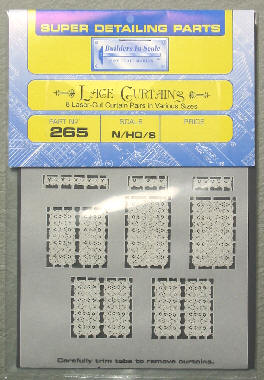 SUPER DETAILING PARTS
Builders In Scale
LACE CURTAINS
6 Laser-Cut Curtain Pairs in Various Sizes
PART Nº
SCALE
PRICE
265
N/HO/S
Carefully trim tabs to remove curtains.